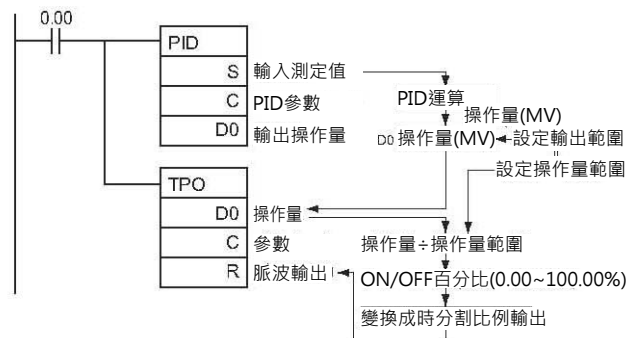 0.00
PID
S 輸入測定值
C PID參數
D0 輸出操作量
PID運算
操作量(MV)
D0 操作量(MV) 設定輸出範圍
=
設定操作量範圍
TPO
D0 操作量
C 參數
R 脈波輸出
操作量÷操作量範圍
ON/OFF百分比(0.00~100.00%)
變換成時分割比例輸出